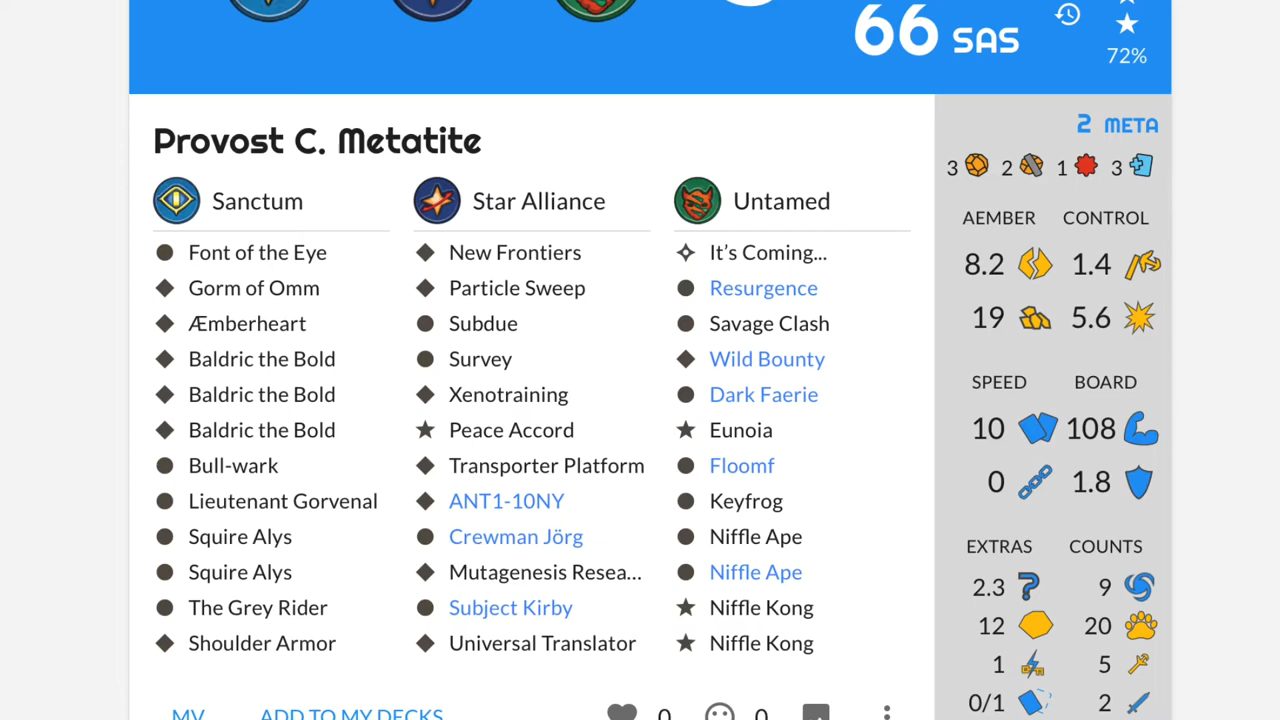 66 SAS
72%
Provost C. Metatite
2 META
3 2 1 3
Sanctum
Font of the Eye
Gorm of Omm
Æmberheart
Baldric the Bold
Baldric the Bold
Baldric the Bold
Bull-wark
Lieutenant Gorvenal
Squire Alys
Squire Alys
The Grey Rider
Shoulder Armor
Star Alliance
New Frontiers
Particle Sweep
Subdue
Survey
Xenotraining
Peace Accord
Transporter Platform
ANT1-10NY
Crewman Jörg
Mutagenesis Resea...
Subject Kirby
Universal Translator
Untamed
It's Coming...
Resurgence
Savage Clash
Wild Bounty
Dark Faerie
Eunoia
Floomf
Keyfrog
Niffle Ape
Niffle Ape
Niffle Kong
Niffle Kong
AEMBER CONTROL
8.2 1.4
19 5.6
SPEED BOARD
10 108
0 1.8
EXTRAS COUNTS
2.3 9
12 20
1 5
0/1 2
MV ADD TO MY DECKS 0 0